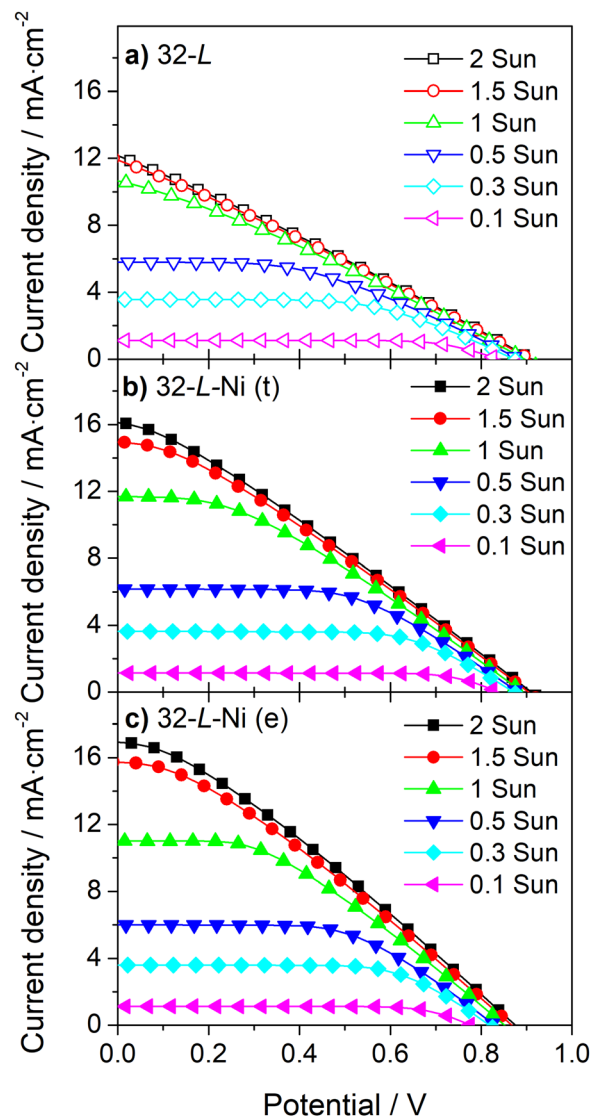 a) 32-L
2 Sun
1.5 Sun
1 Sun
0.5 Sun
0.3 Sun
0.1 Sun
16
12
8
4
0
Current density / mA·cm⁻²
b) 32-L-Ni (t)
2 Sun
1.5 Sun
1 Sun
0.5 Sun
0.3 Sun
0.1 Sun
16
12
8
4
0
Current density / mA·cm⁻²
c) 32-L-Ni (e)
2 Sun
1.5 Sun
1 Sun
0.5 Sun
0.3 Sun
0.1 Sun
16
12
8
4
0
Current density / mA·cm⁻²
0.0 0.2 0.4 0.6 0.8 1.0
Potential / V